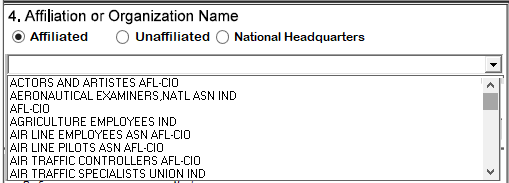 4. Affiliation or Organization Name
Affiliated Unaffiliated National Headquarters
ACTORS AND ARTISTES AFL-CIO
AERONAUTICAL EXAMINERS,NATL ASN IND
AFL-CIO
AGRICULTURE EMPLOYEES IND
AIR LINE EMPLOYEES ASN AFL-CIO
AIR LINE PILOTS ASN AFL-CIO
AIR TRAFFIC CONTROLLERS AFL-CIO
AIR TRAFFIC SPECIALISTS UNION IND